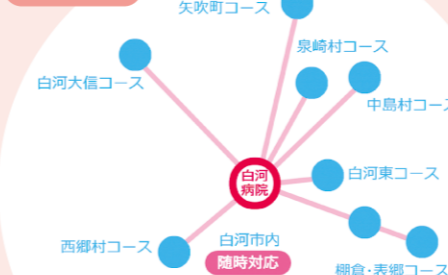 矢吹町コース
泉崎村コース
白河大信コース
中島村コース
白河
病院
白河東コース
西郷村コース
白河市内
随時対応
棚倉・表郷コース